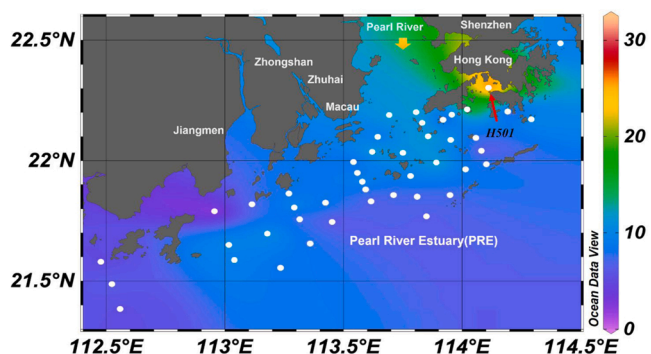 22.5°N
22°N
21.5°N
112.5°E
113°E
113.5°E
114°E
114.5°E
Pearl River
Shenzhen
Hong Kong
Zhongshan
Zhuhai
Macau
Jiangmen
H501
Pearl River Estuary(PRE)
Ocean Data View
30
20
10
0